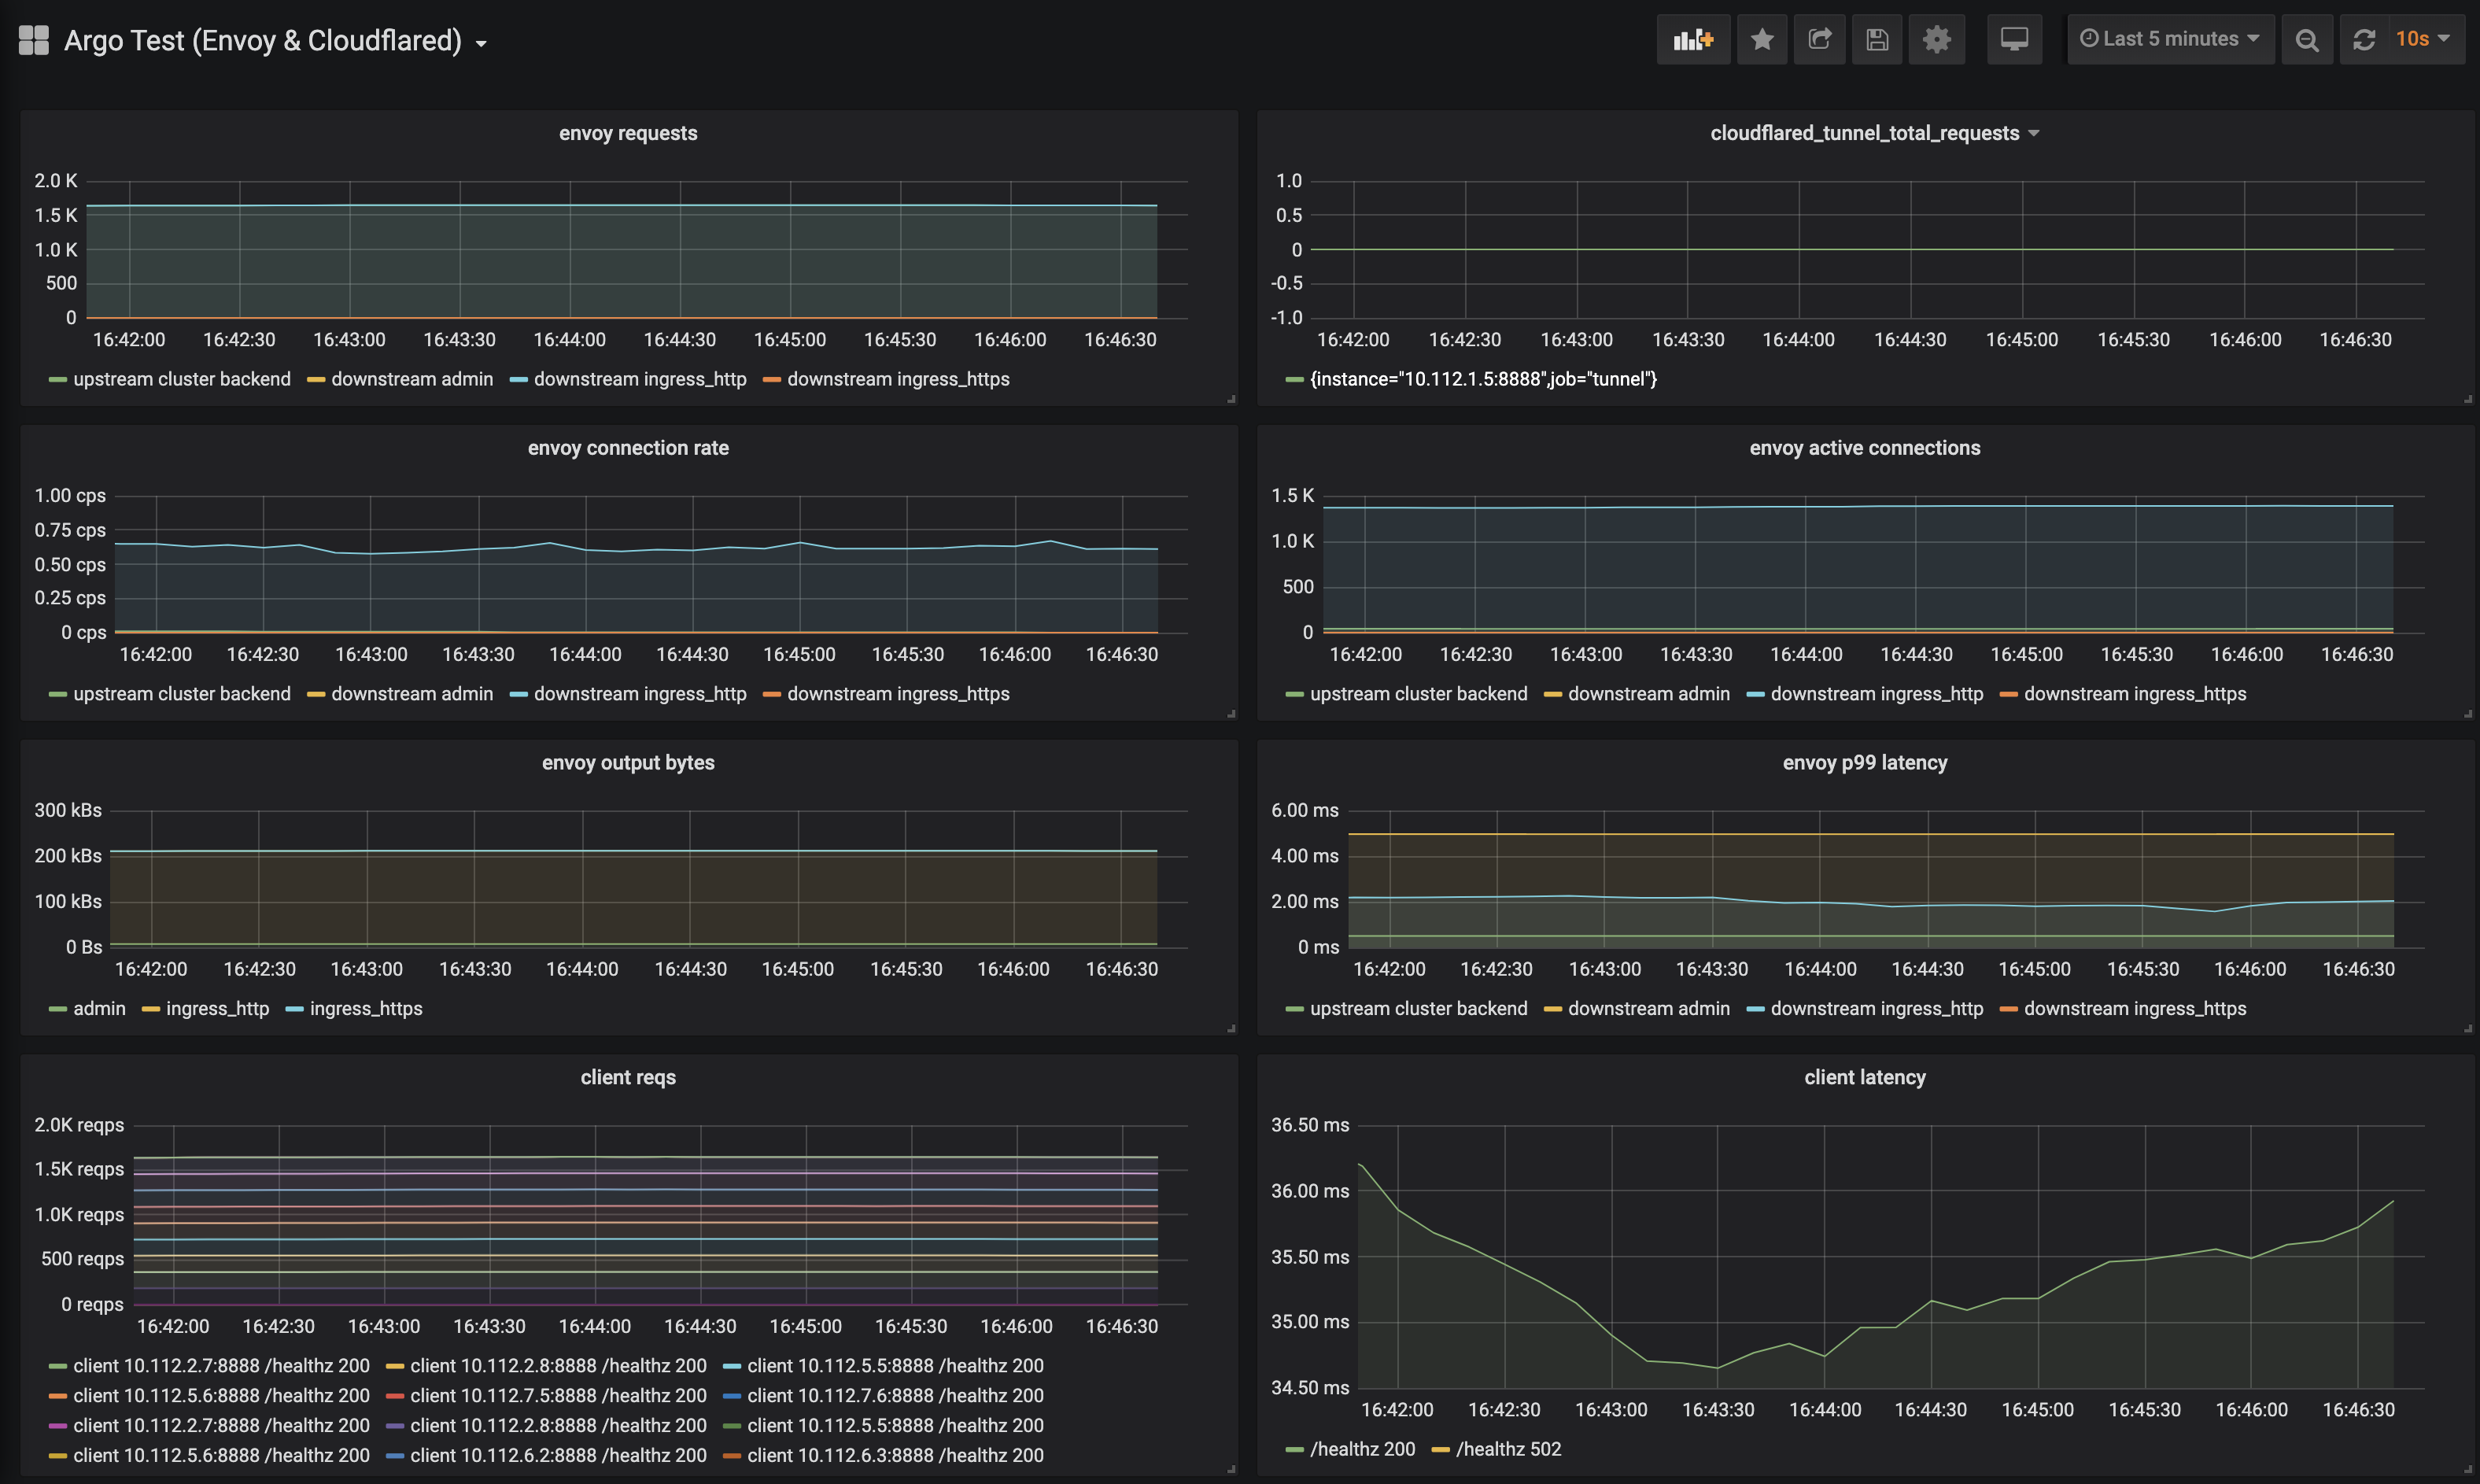 Argo Test (Envoy & Cloudflared)
Last 5 minutes 10s
envoy requests
2.0 K
1.5 K
1.0 K
500
0
16:42:00 16:42:30 16:43:00 16:43:30 16:44:00 16:44:30 16:45:00 16:45:30 16:46:00 16:46:30
upstream cluster backend downstream admin downstream ingress_http downstream ingress_https
cloudflared_tunnel_total_requests
1.0
0.5
0
-0.5
-1.0
16:42:00 16:42:30 16:43:00 16:43:30 16:44:00 16:44:30 16:45:00 16:45:30 16:46:00 16:46:30
{instance="10.112.1.5:8888",job="tunnel"}
envoy connection rate
1.00 cps
0.75 cps
0.50 cps
0.25 cps
0 cps
16:42:00 16:42:30 16:43:00 16:43:30 16:44:00 16:44:30 16:45:00 16:45:30 16:46:00 16:46:30
upstream cluster backend downstream admin downstream ingress_http downstream ingress_https
envoy active connections
1.5 K
1.0 K
500
0
16:42:00 16:42:30 16:43:00 16:43:30 16:44:00 16:44:30 16:45:00 16:45:30 16:46:00 16:46:30
upstream cluster backend downstream admin downstream ingress_http downstream ingress_https
envoy output bytes
300 kBs
200 kBs
100 kBs
0 Bs
16:42:00 16:42:30 16:43:00 16:43:30 16:44:00 16:44:30 16:45:00 16:45:30 16:46:00 16:46:30
admin ingress_http ingress_https
envoy p99 latency
6.00 ms
4.00 ms
2.00 ms
0 ms
16:42:00 16:42:30 16:43:00 16:43:30 16:44:00 16:44:30 16:45:00 16:45:30 16:46:00 16:46:30
upstream cluster backend downstream admin downstream ingress_http downstream ingress_https
client reqs
2.0K reqps
1.5K reqps
1.0K reqps
500 reqps
0 reqps
16:42:00 16:42:30 16:43:00 16:43:30 16:44:00 16:44:30 16:45:00 16:45:30 16:46:00 16:46:30
client 10.112.2.7:8888 /healthz 200 client 10.112.2.8:8888 /healthz 200 client 10.112.5.5:8888 /healthz 200
client 10.112.5.6:8888 /healthz 200 client 10.112.7.5:8888 /healthz 200 client 10.112.7.6:8888 /healthz 200
client 10.112.2.7:8888 /healthz 200 client 10.112.2.8:8888 /healthz 200 client 10.112.5.5:8888 /healthz 200
client 10.112.5.6:8888 /healthz 200 client 10.112.6.2:8888 /healthz 200 client 10.112.6.3:8888 /healthz 200
client latency
36.50 ms
36.00 ms
35.50 ms
35.00 ms
34.50 ms
16:42:00 16:42:30 16:43:00 16:43:30 16:44:00 16:44:30 16:45:00 16:45:30 16:46:00 16:46:30
/healthz 200 /healthz 502